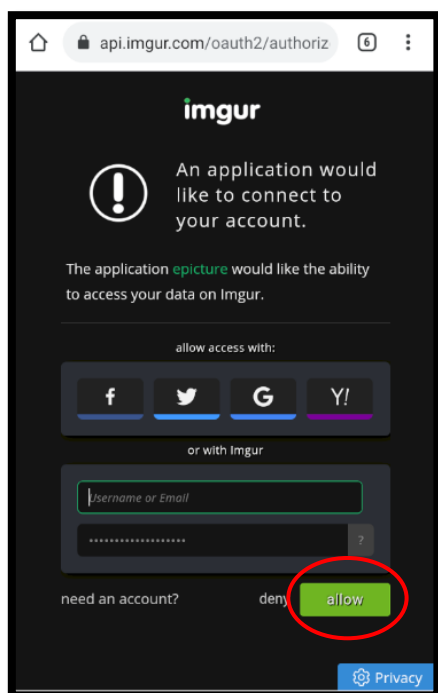 api.imgur.com/oauth2/authoriz 6
imgur
An application would
like to connect to
your account.
The application epicture would like the ability
to access your data on Imgur.
allow access with:
f G Y!
or with Imgur
Username or Email
?
need an account? deny allow
Privacy